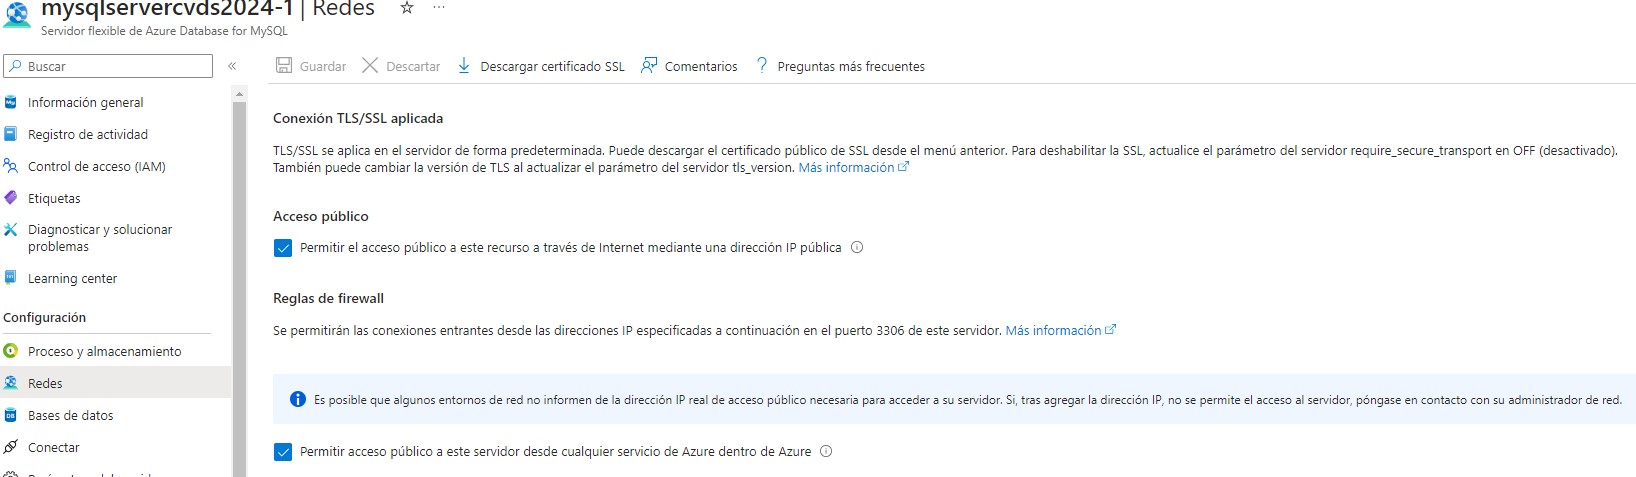 mysqlservercvds2024-1 | Redes
Servidor flexible de Azure Database for MySQL
Buscar
Guardar
Descartar
Descargar certificado SSL
Comentarios
Preguntas más frecuentes
Información general
Registro de actividad
Control de acceso (IAM)
Etiquetas
Diagnosticar y solucionar
problemas
Learning center
Configuración
Proceso y almacenamiento
Redes
Bases de datos
Conectar
Conexión TLS/SSL aplicada
TLS/SSL se aplica en el servidor de forma predeterminada. Puede descargar el certificado público de SSL desde el menú anterior. Para deshabilitar la SSL, actualice el parámetro del servidor require_secure_transport en OFF (desactivado).
También puede cambiar la versión de TLS al actualizar el parámetro del servidor tls_version. Más información
Acceso público
Permitir el acceso público a este recurso a través de Internet mediante una dirección IP pública
Reglas de firewall
Se permitirán las conexiones entrantes desde las direcciones IP especificadas a continuación en el puerto 3306 de este servidor. Más información
Es posible que algunos entornos de red no informen de la dirección IP real de acceso público necesaria para acceder a su servidor. Si, tras agregar la dirección IP, no se permite el acceso al servidor, póngase en contacto con su administrador de red.
Permitir acceso público a este servidor desde cualquier servicio de Azure dentro de Azure